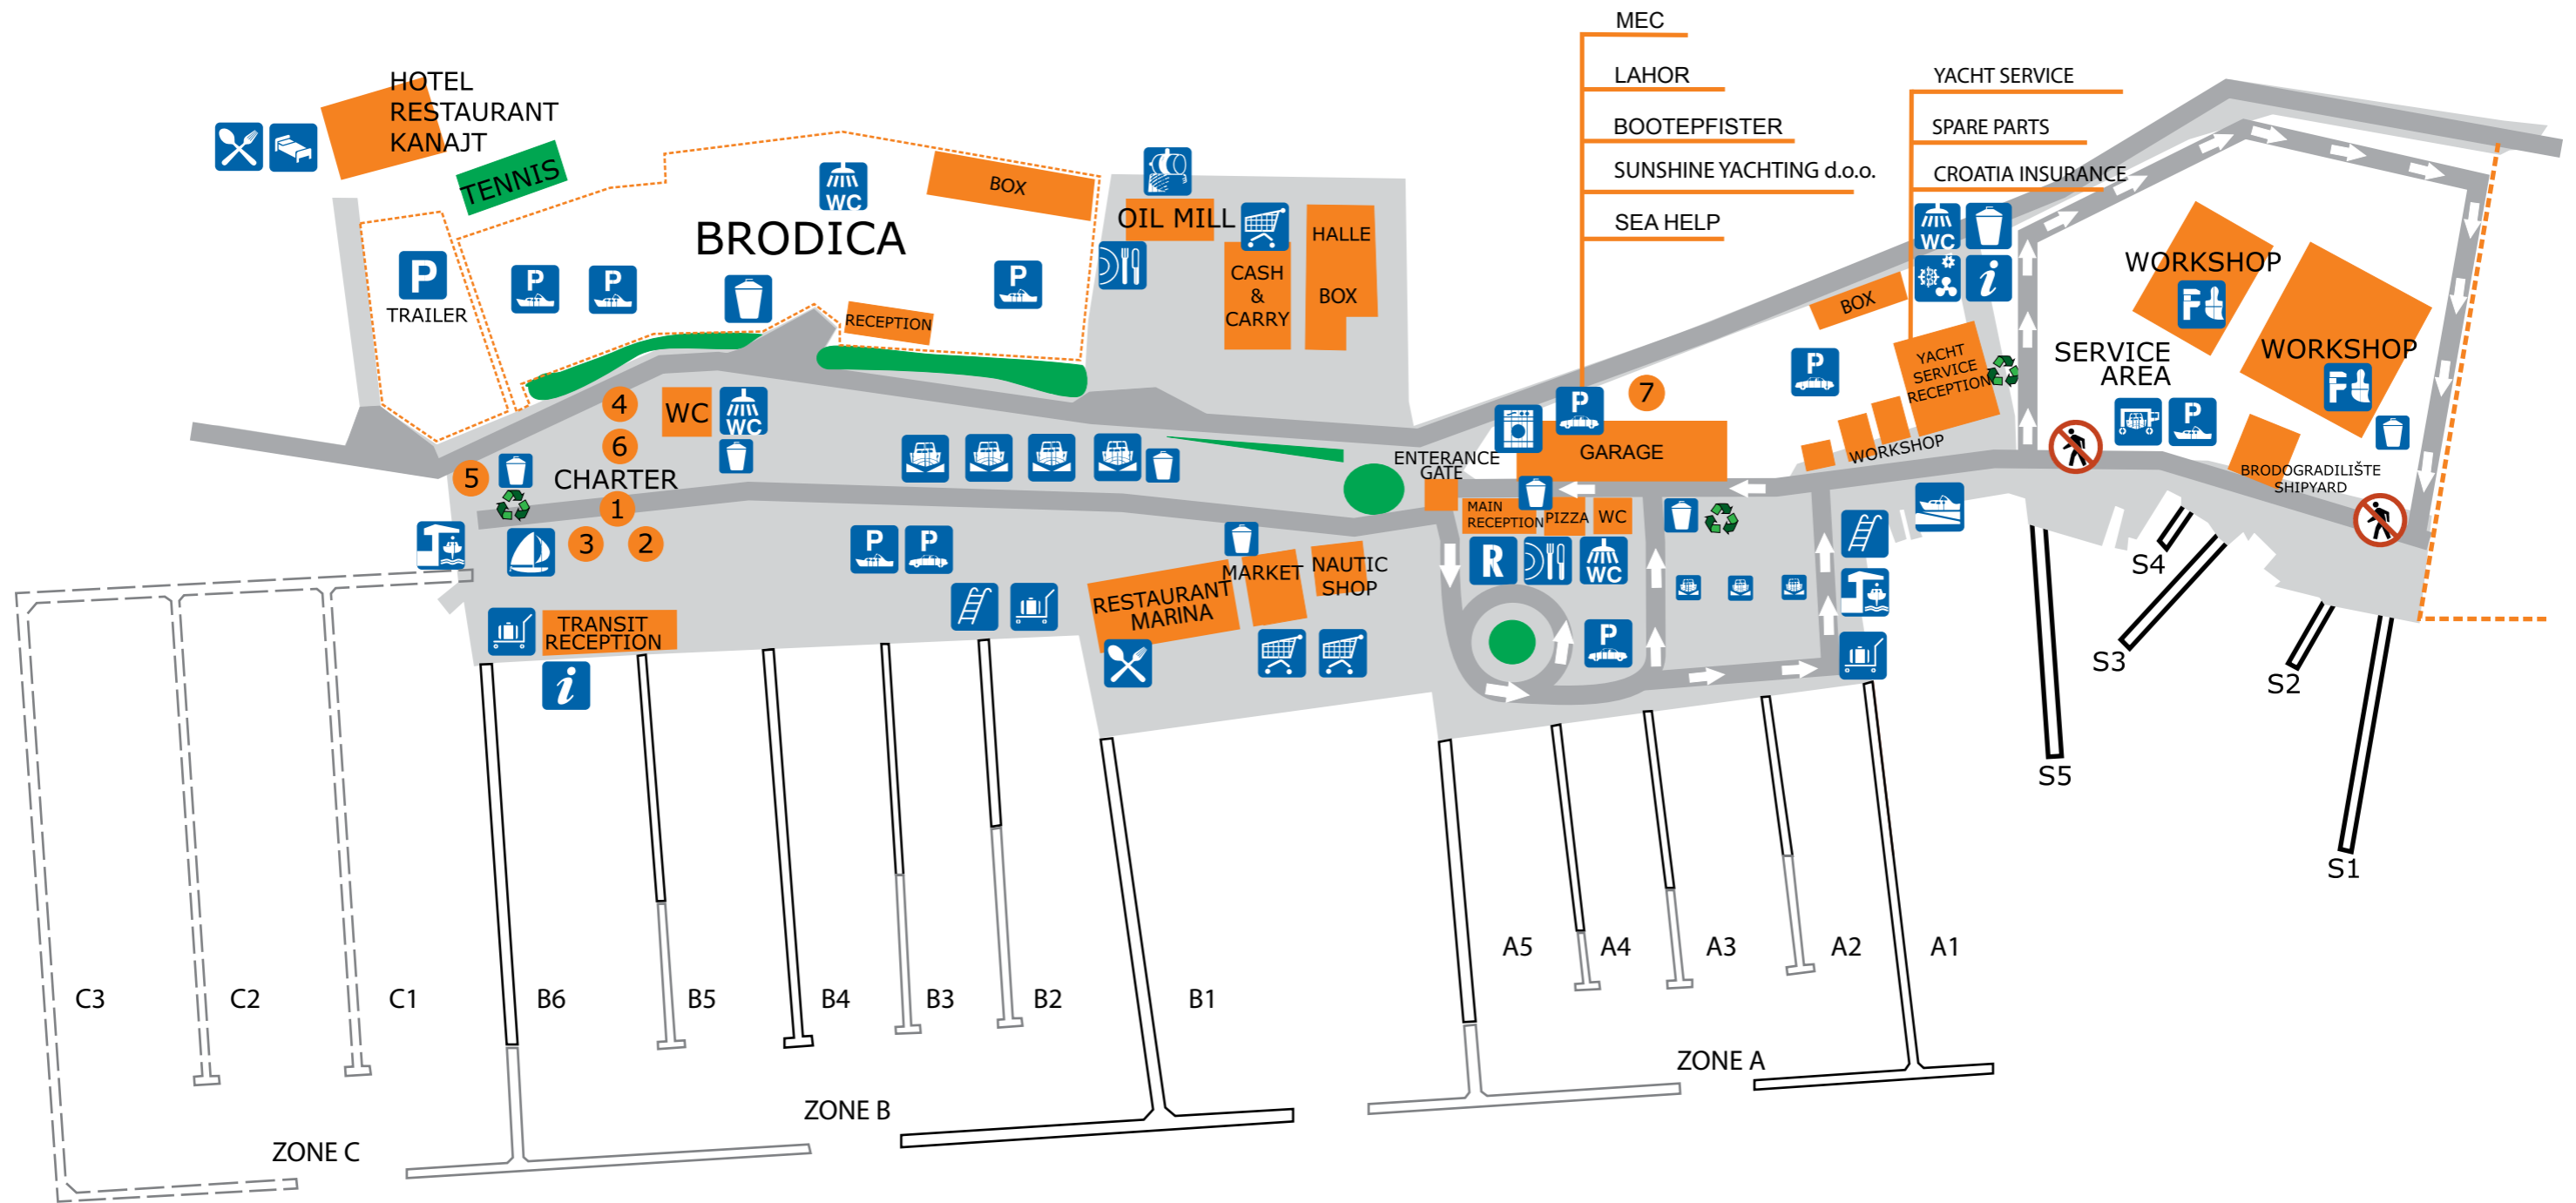 MEC
LAHOR
BOOTEPFISTER
SUNSHINE YACHTING d.o.o.
SEA HELP
YACHT SERVICE
SPARE PARTS
CROATIA INSURANCE
HOTEL
RESTAURANT
KANAJT
TENNIS
P
TRAILER
BRODICA
WC
BOX
P
P
P
RECEPTION
OIL MILL
CASH
&
CARRY
HALLE
BOX
4
6
5
WC
WC
CHARTER
1
3
2
P
P
TRANSIT
RECEPTION
i
RESTAURANT
MARINA
MARKET
NAUTIC
SHOP
ENTERANCE
GATE
P
7
GARAGE
MAIN
RECEPTION
PIZZA
WC
R
WC
P
BOX
P
WC
i
YACHT
SERVICE
RECEPTION
WORKSHOP
WORKSHOP
WORKSHOP
SERVICE
AREA
P
BRODOGRADILIŠTE
SHIPYARD
S4
S3
S2
S5
S1
C3
C2
C1
B6
B5
B4
B3
B2
B1
A5
A4
A3
A2
A1
ZONE C
ZONE B
ZONE A